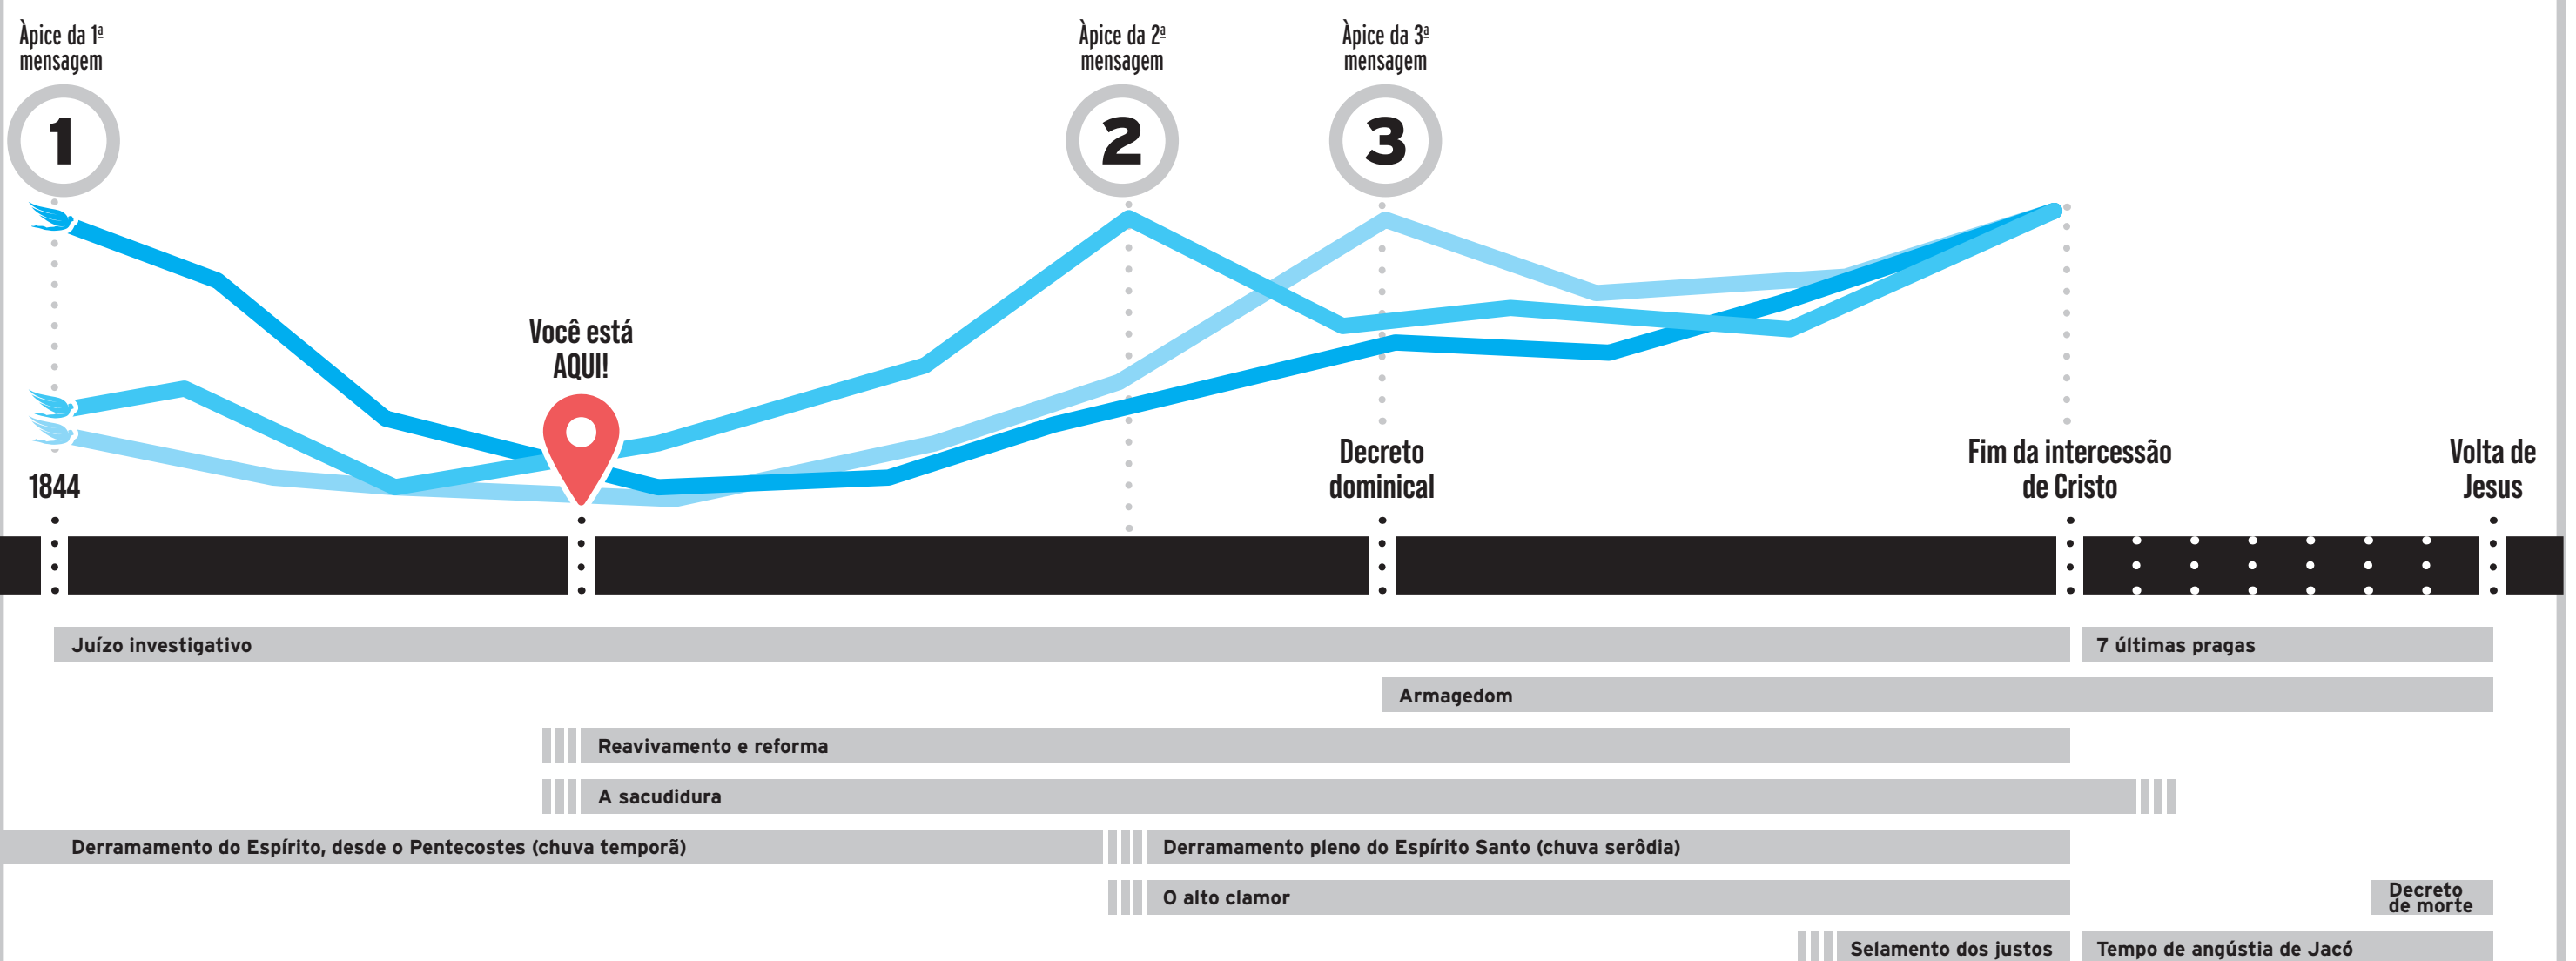 Àpice da 1ª
mensagem
1
Àpice da 2ª
mensagem
2
Àpice da 3ª
mensagem
3
Você está
AQUI!
1844
Decreto
dominical
Fim da intercessão
de Cristo
Volta de
Jesus
Juízo investigativo
7 últimas pragas
Armagedom
Reavivamento e reforma
A sacudidura
Derramamento do Espírito, desde o Pentecostes (chuva temporã)
Derramamento pleno do Espírito Santo (chuva serôdia)
O alto clamor
Decreto
de morte
Selamento dos justos
Tempo de angústia de Jacó